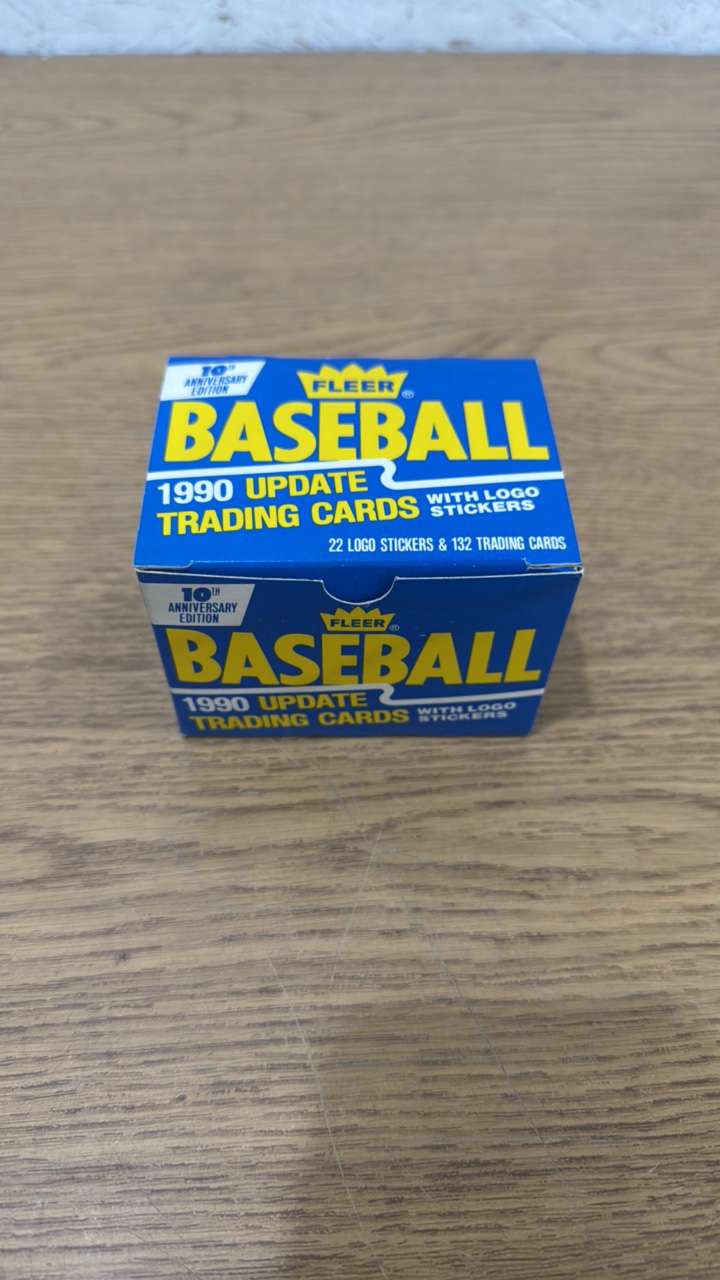 10TH
ANNIVERSARY
EDITION
FLEER®
BASEBALL
1990 UPDATE
TRADING CARDS
WITH LOGO
STICKERS
22 LOGO STICKERS & 132 TRADING CARDS
10TH
ANNIVERSARY
EDITION
FLEER®
BASEBALL
1990 UPDATE
TRADING CARDS
WITH LOGO
STICKERS